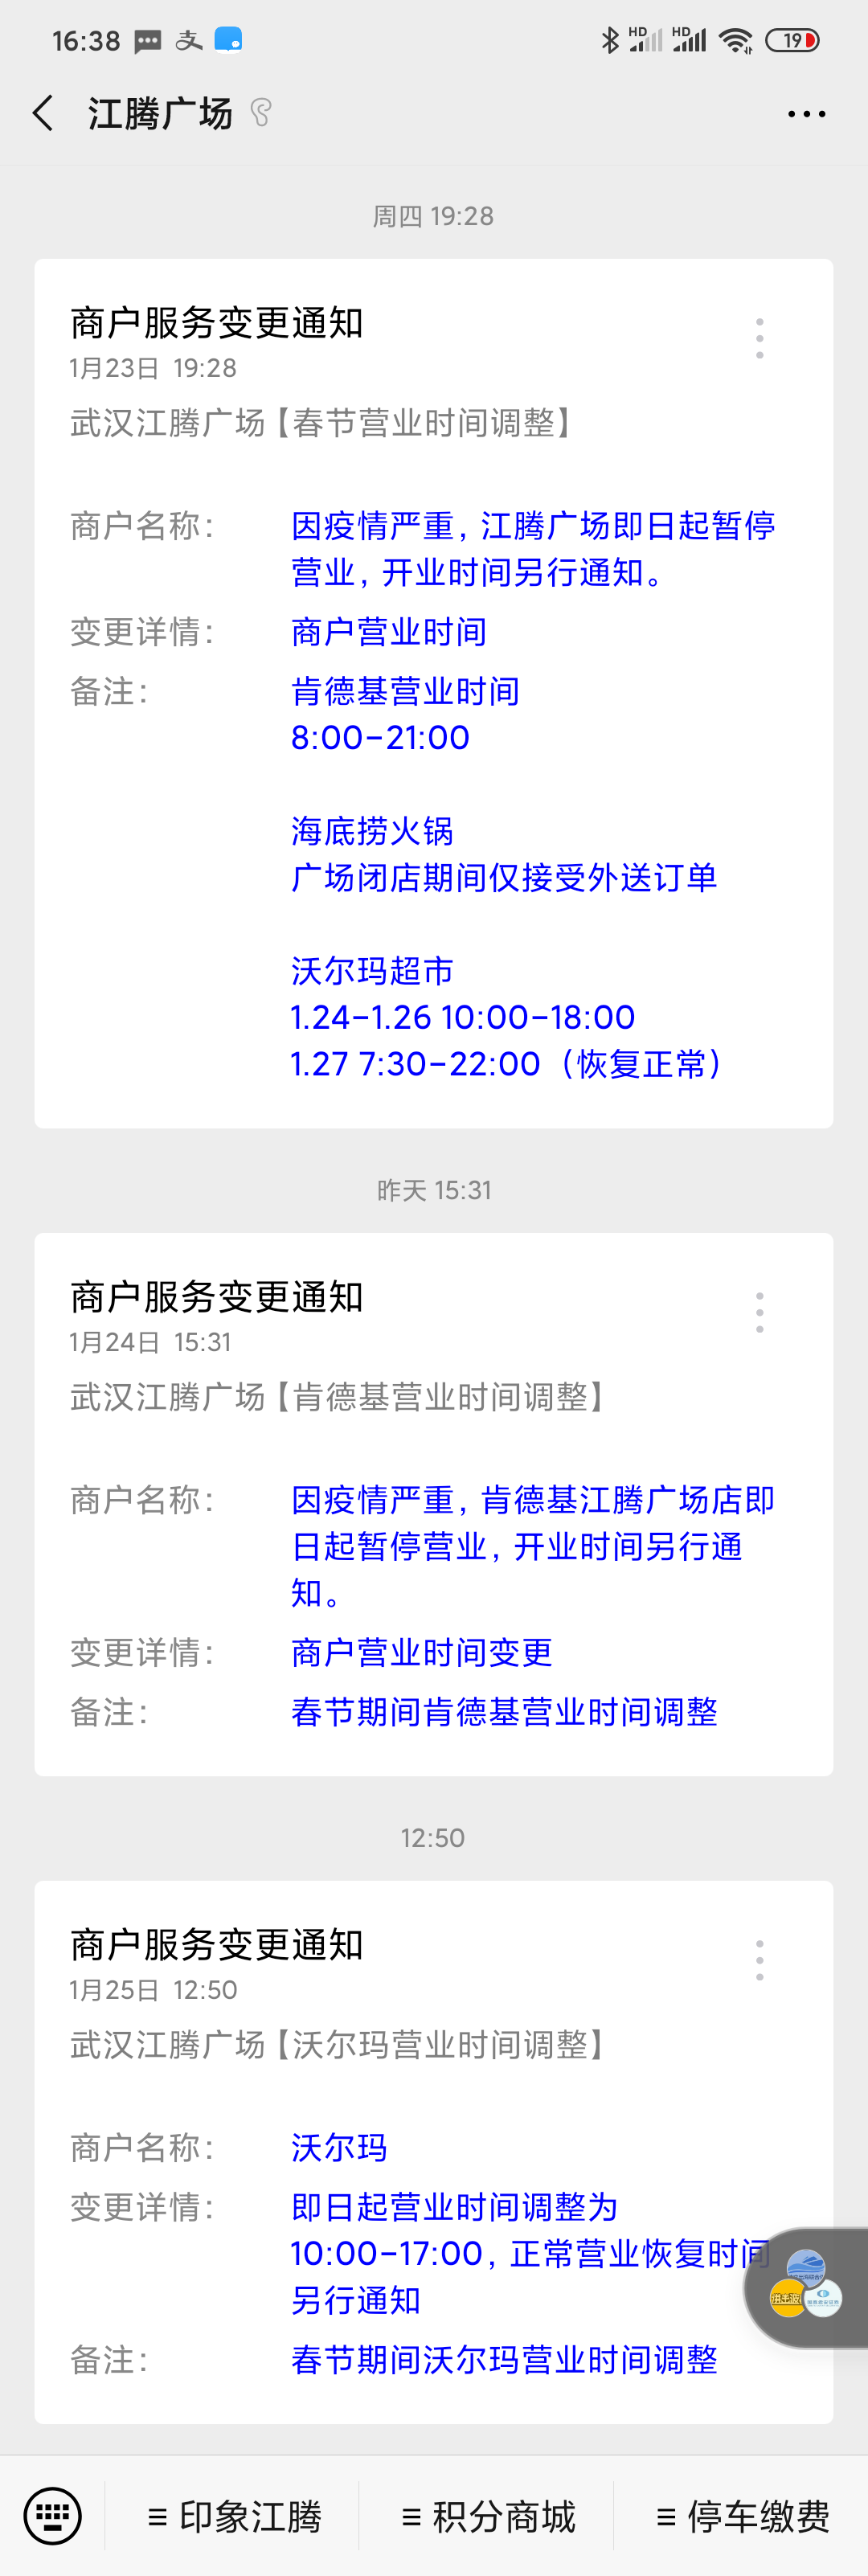 16:38
支
HD
HD
19
江腾广场
周四 19:28
商户服务变更通知
1月23日 19:28
武汉江腾广场【春节营业时间调整】
商户名称：
因疫情严重，江腾广场即日起暂停
营业，开业时间另行通知。
变更详情：
商户营业时间
备注：
肯德基营业时间
8:00-21:00
海底捞火锅
广场闭店期间仅接受外送订单
沃尔玛超市
1.24-1.26 10:00-18:00
1.27 7:30-22:00（恢复正常）
昨天 15:31
商户服务变更通知
1月24日 15:31
武汉江腾广场【肯德基营业时间调整】
商户名称：
因疫情严重，肯德基江腾广场店即
日起暂停营业，开业时间另行通
知。
变更详情：
商户营业时间变更
备注：
春节期间肯德基营业时间调整
12:50
商户服务变更通知
1月25日 12:50
武汉江腾广场【沃尔玛营业时间调整】
商户名称：
沃尔玛
变更详情：
即日起营业时间调整为
10:00-17:00，正常营业恢复时间
另行通知
备注：
春节期间沃尔玛营业时间调整
印象江腾
积分商城
停车缴费